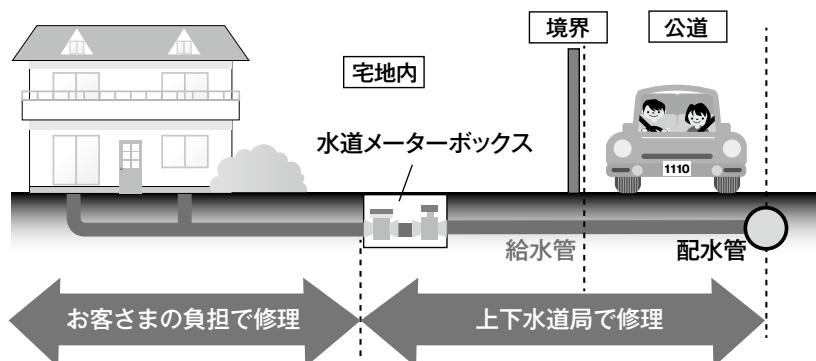 境界
公道
宅地内
水道メーターボックス
1110
給水管
配水管
お客さまの負担で修理
上下水道局で修理